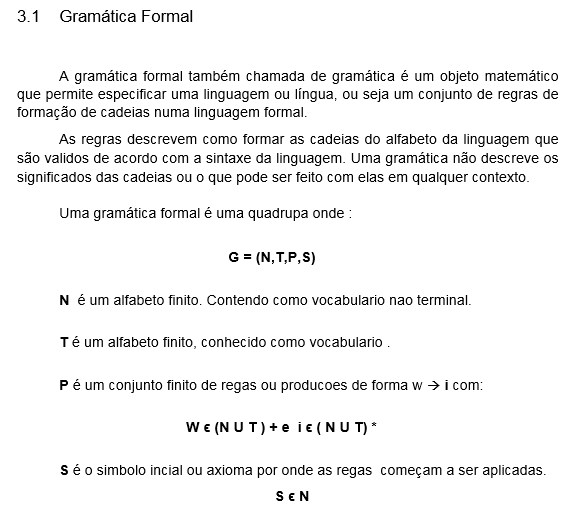 3.1 Gramática Formal
A gramática formal também chamada de gramática é um objeto matemático
que permite especificar uma linguagem ou língua, ou seja um conjunto de regras de
formação de cadeias numa linguagem formal.
As regras descrevem como formar as cadeias do alfabeto da linguagem que
são validos de acordo com a sintaxe da linguagem. Uma gramática não descreve os
significados das cadeias ou o que pode ser feito com elas em qualquer contexto.
Uma gramática formal é uma quadrupa onde :
G = (N,T,P,S)
N é um alfabeto finito. Contendo como vocabulario nao terminal.
T é um alfabeto finito, conhecido como vocabulario .
P é um conjunto finito de regas ou producoes de forma w → i com:
W є (N U T ) + e i є ( N U T) *
S é o simbolo incial ou axioma por onde as regas começam a ser aplicadas.
S є N